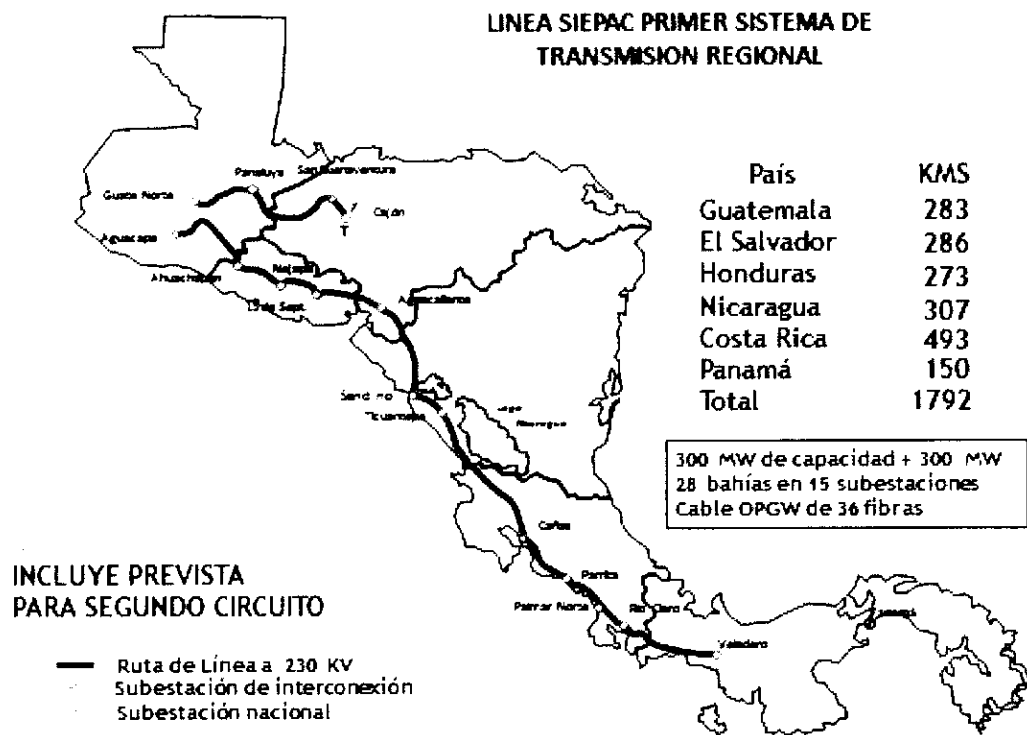 LINEA SIEPAC PRIMER SISTEMA DE
TRANSMISION REGIONAL
País KMS
Guatemala 283
El Salvador 286
Honduras 273
Nicaragua 307
Costa Rica 493
Panamá 150
Total 1792
300 MW de capacidad + 300 MW
28 bahías en 15 subestaciones
Cable OPGW de 36 fibras
Panaluya
San Buenaventura
Guate Norte
Cajón
T
Aguacapa
Ahuachapán
Nejapa
15 de Sept.
Aguacaliente
Ticuantepe
Lago
Nicaragua
Cañas
Parrita
Palmar Norte
Río Claro
Veladero
INCLUYE PREVISTA
PARA SEGUNDO CIRCUITO
Ruta de Línea a 230 KV
Subestación de interconexión
Subestación nacional